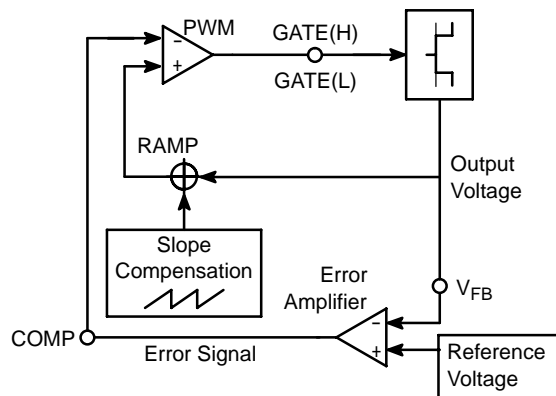 PWM
−
+
GATE(H)
GATE(L)
RAMP
Output
Voltage
Slope
Compensation
Error
Amplifier
VFB
−
+
COMP
Error Signal
Reference
Voltage